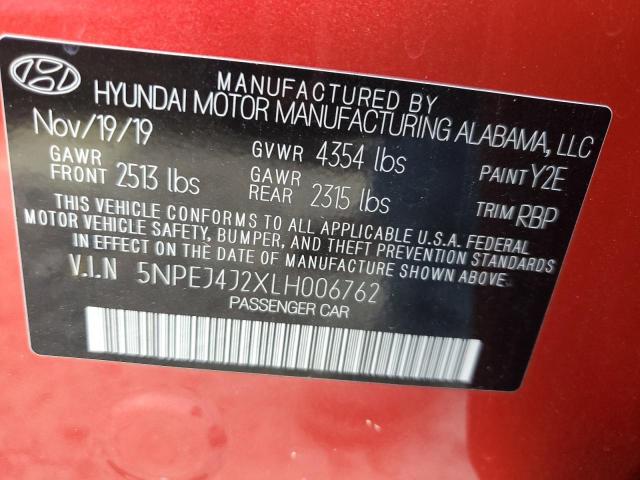 MANUFACTURED BY
HYUNDAI MOTOR MANUFACTURING ALABAMA, LLC
Nov/19/19
GVWR 4354 lbs
PAINT Y2E
GAWR FRONT 2513 lbs
GAWR REAR 2315 lbs
TRIM RBP
THIS VEHICLE CONFORMS TO ALL APPLICABLE U.S.A. FEDERAL
MOTOR VEHICLE SAFETY, BUMPER, AND THEFT PREVENTION STANDARDS
IN EFFECT ON THE DATE OF MANUFACTURE SHOWN ABOVE.
V.I.N 5NPEJ4J2XLH006762
PASSENGER CAR